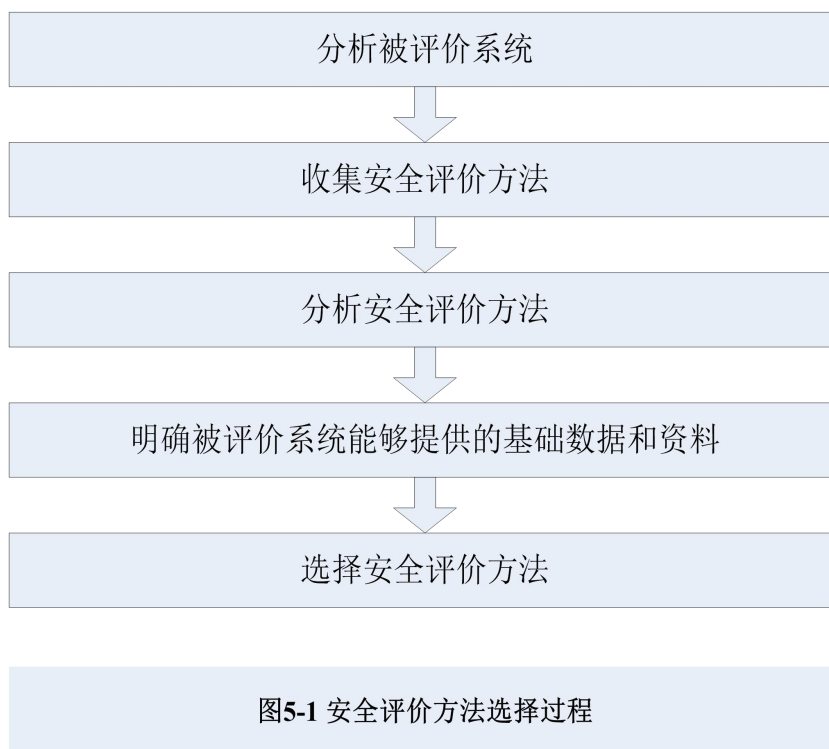 分析被评价系统
收集安全评价方法
分析安全评价方法
明确被评价系统能够提供的基础数据和资料
选择安全评价方法
图5-1 安全评价方法选择过程